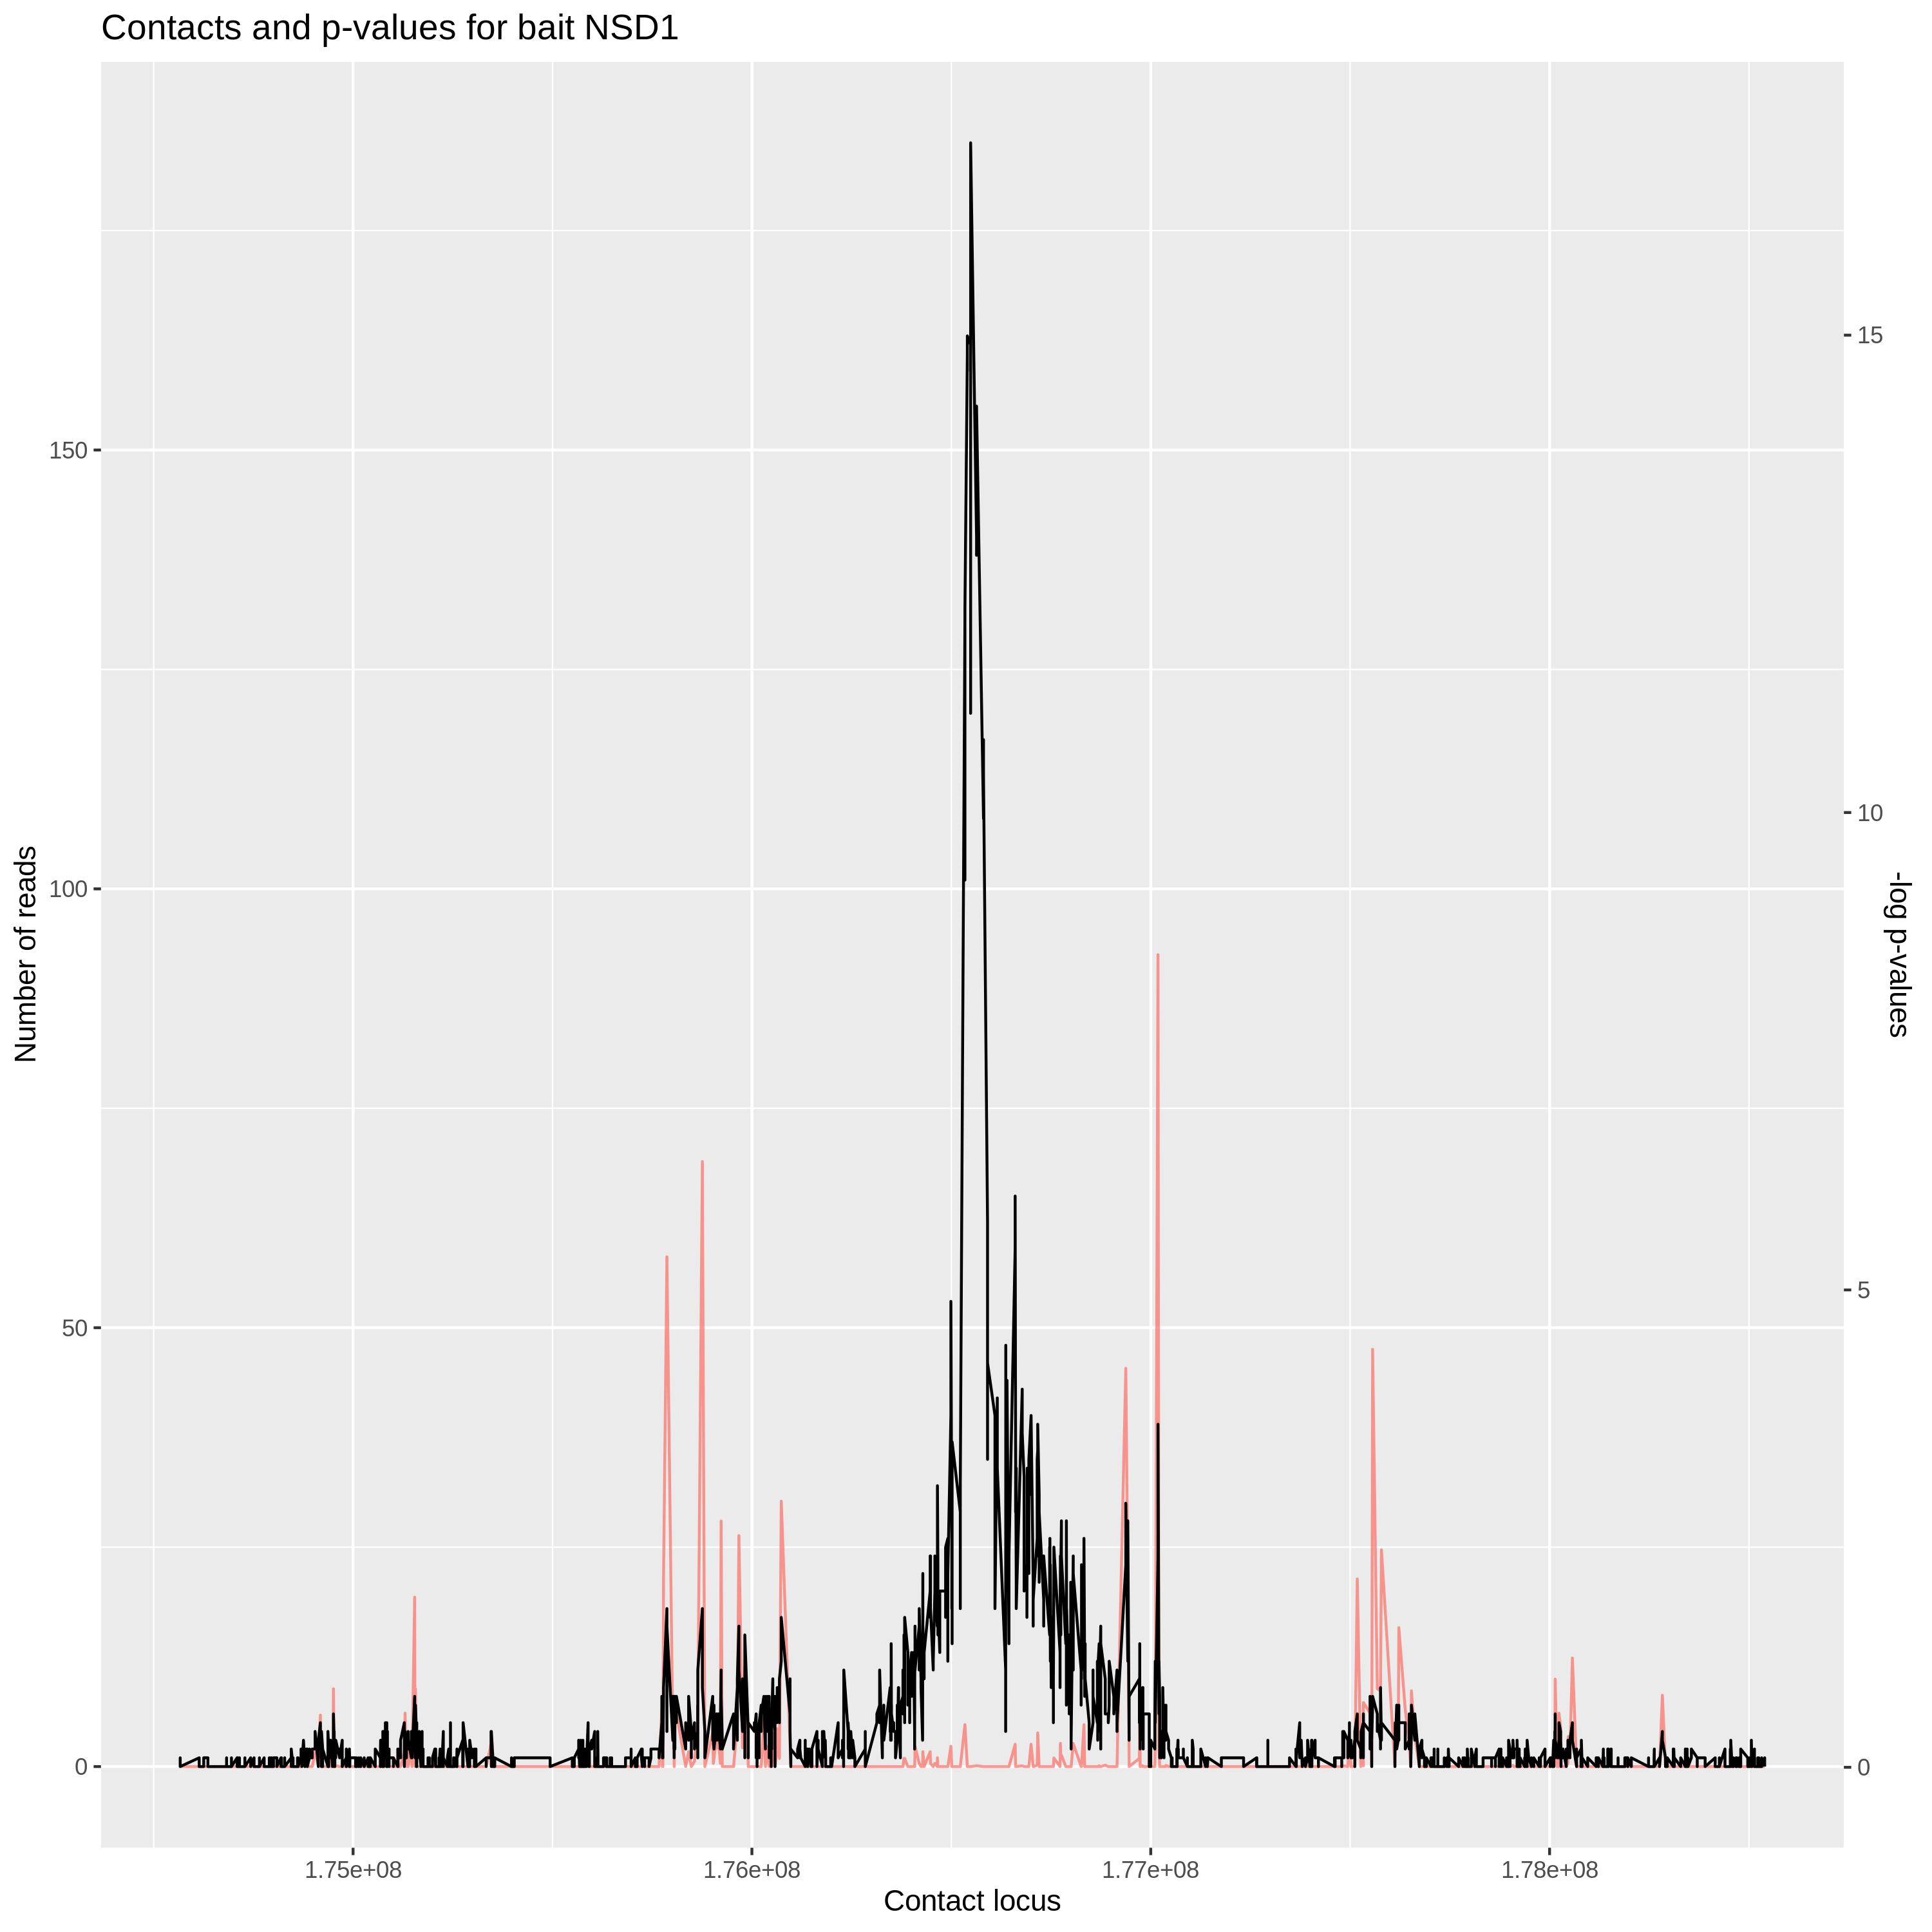 Contacts and p-values for bait NSD1
Number of reads
150
100
50
0
15
10
5
0
-log p-values
1.75e+08
1.76e+08
1.77e+08
1.78e+08
Contact locus